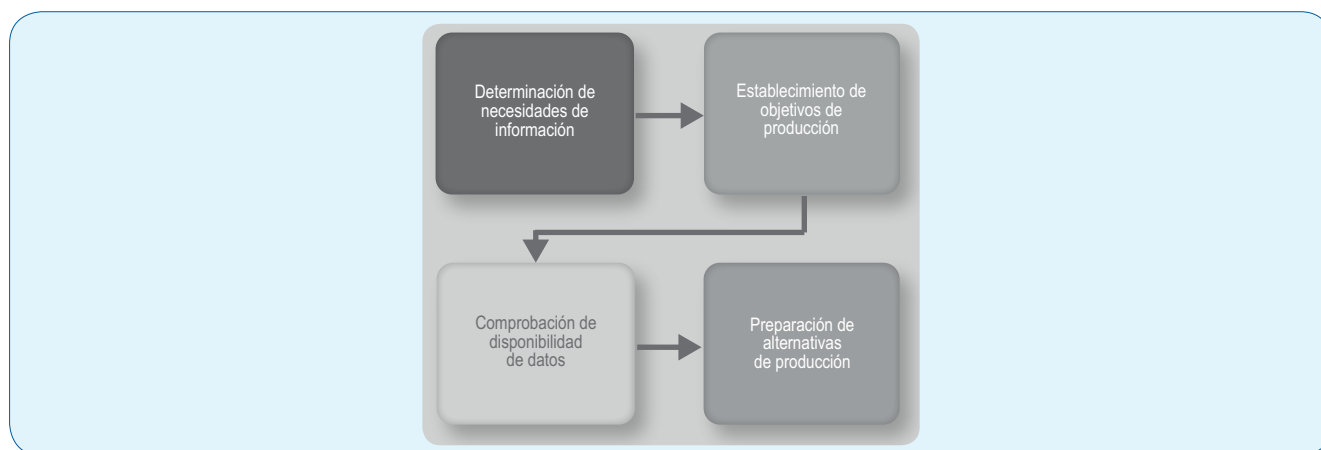 Determinación de
necesidades de
información
Establecimiento de
objetivos de
producción
Comprobación de
disponibilidad
de datos
Preparación de
alternativas
de producción